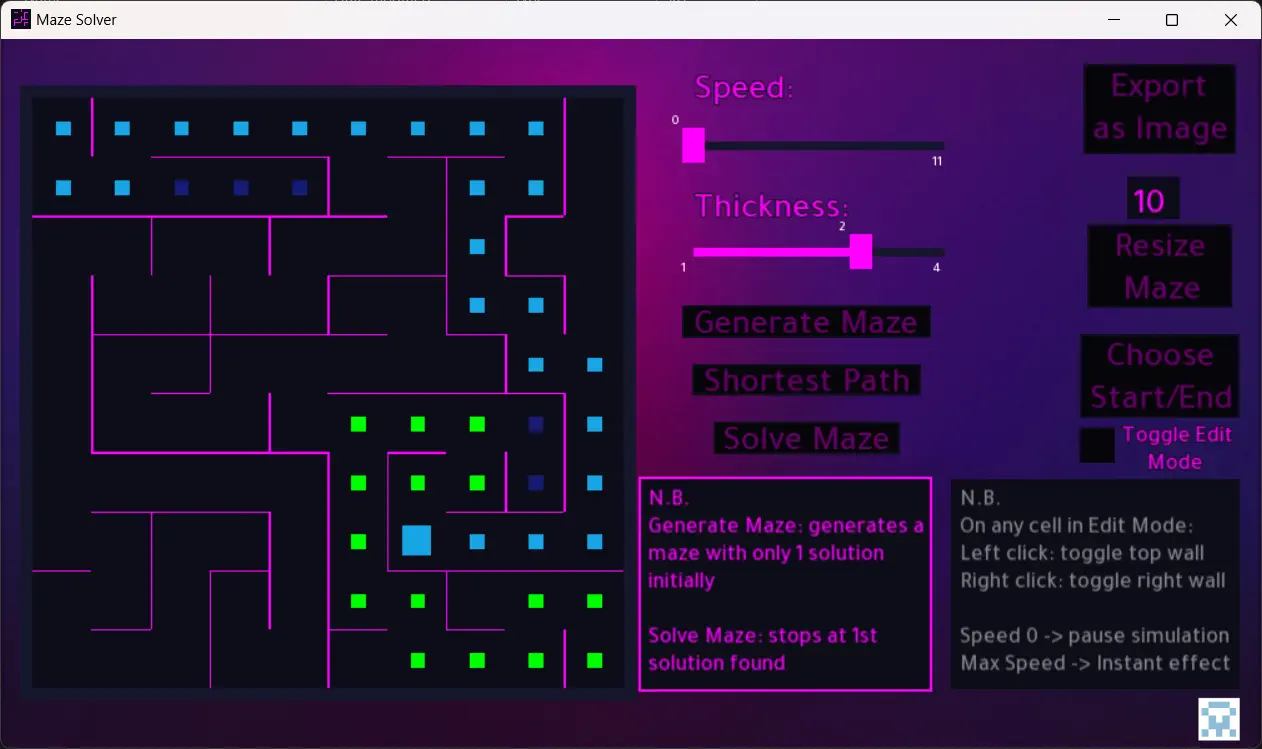 Maze Solver
Speed:
0
11
Thickness:
2
1
4
Generate Maze
Shortest Path
Solve Maze
Export
as Image
10
Resize
Maze
Choose
Start/End
Toggle Edit
Mode
N.B.
Generate Maze: generates a
maze with only 1 solution
initially
Solve Maze: stops at 1st
solution found
N.B.
On any cell in Edit Mode:
Left click: toggle top wall
Right click: toggle right wall
Speed 0 -> pause simulation
Max Speed -> Instant effect